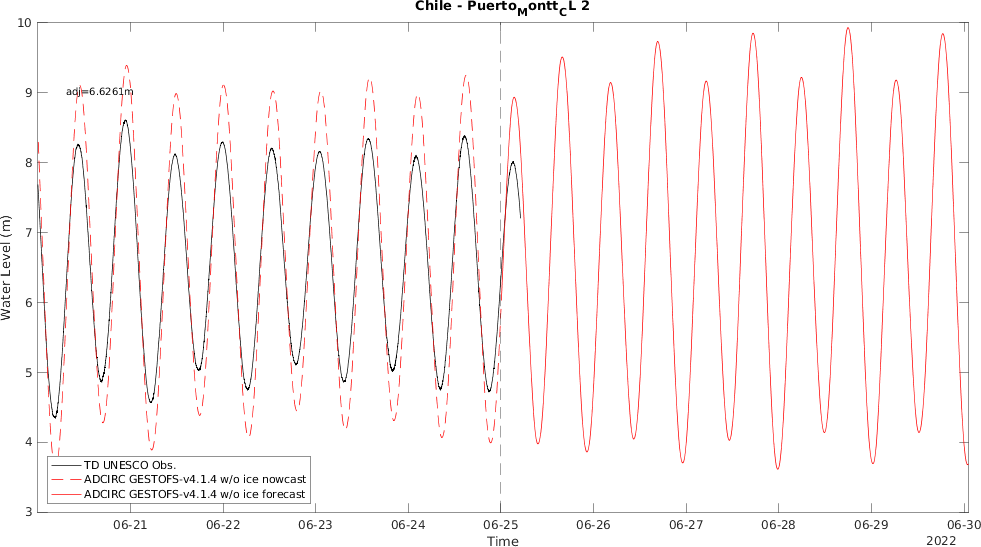 Chile - Puerto_Montt_CL 2
10
9
8
7
6
5
4
3
adj=6.6261m
Water Level (m)
TD UNESCO Obs.
ADCIRC GESTOFS-v4.1.4 w/o ice nowcast
ADCIRC GESTOFS-v4.1.4 w/o ice forecast
06-21
06-22
06-23
06-24
06-25
06-26
06-27
06-28
06-29
06-30
Time
2022